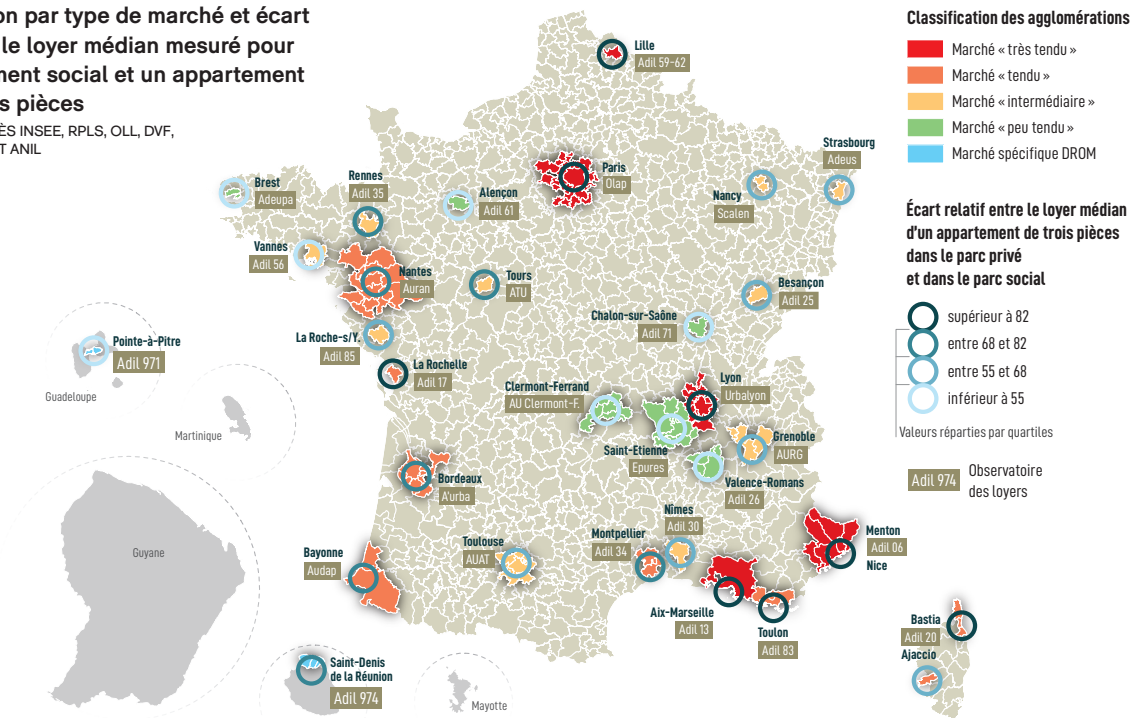 on par type de marché et écart
le loyer médian mesuré pour
ment social et un appartement
s pièces
ÈS INSEE, RPLS, OLL, DVF,
T ANIL
Classification des agglomérations
Marché « très tendu »
Marché « tendu »
Marché « intermédiaire »
Marché « peu tendu »
Marché spécifique DROM
Écart relatif entre le loyer médian
d'un appartement de trois pièces
dans le parc privé
et dans le parc social
supérieur à 82
entre 68 et 82
entre 55 et 68
inférieur à 55
Valeurs réparties par quartiles
Adil 974
Observatoire
des loyers
Lille
Adil 59-62
Strasbourg
Adeus
Paris
Olap
Nancy
Scalen
Brest
Adeupa
Rennes
Adil 35
Alençon
Adil 61
Vannes
Adil 56
Nantes
Auran
Tours
ATU
Besançon
Adil 25
Chalon-sur-Saône
Adil 71
La Roche-s/Y.
Adil 85
La Rochelle
Adil 17
Pointe-à-Pitre
Adil 971
Guadeloupe
Martinique
Guyane
Clermont-Ferrand
AU Clermont-F.
Lyon
Urbalyon
Saint-Etienne
Epures
Grenoble
AURG
Valence-Romans
Adil 26
Bordeaux
A'urba
Nîmes
Adil 30
Montpellier
Adil 34
Toulouse
AUAT
Bayonne
Audap
Menton
Adil 06
Nice
Aix-Marseille
Adil 13
Toulon
Adil 83
Bastia
Adil 20
Ajaccio
Saint-Denis
de la Réunion
Adil 974
Mayotte